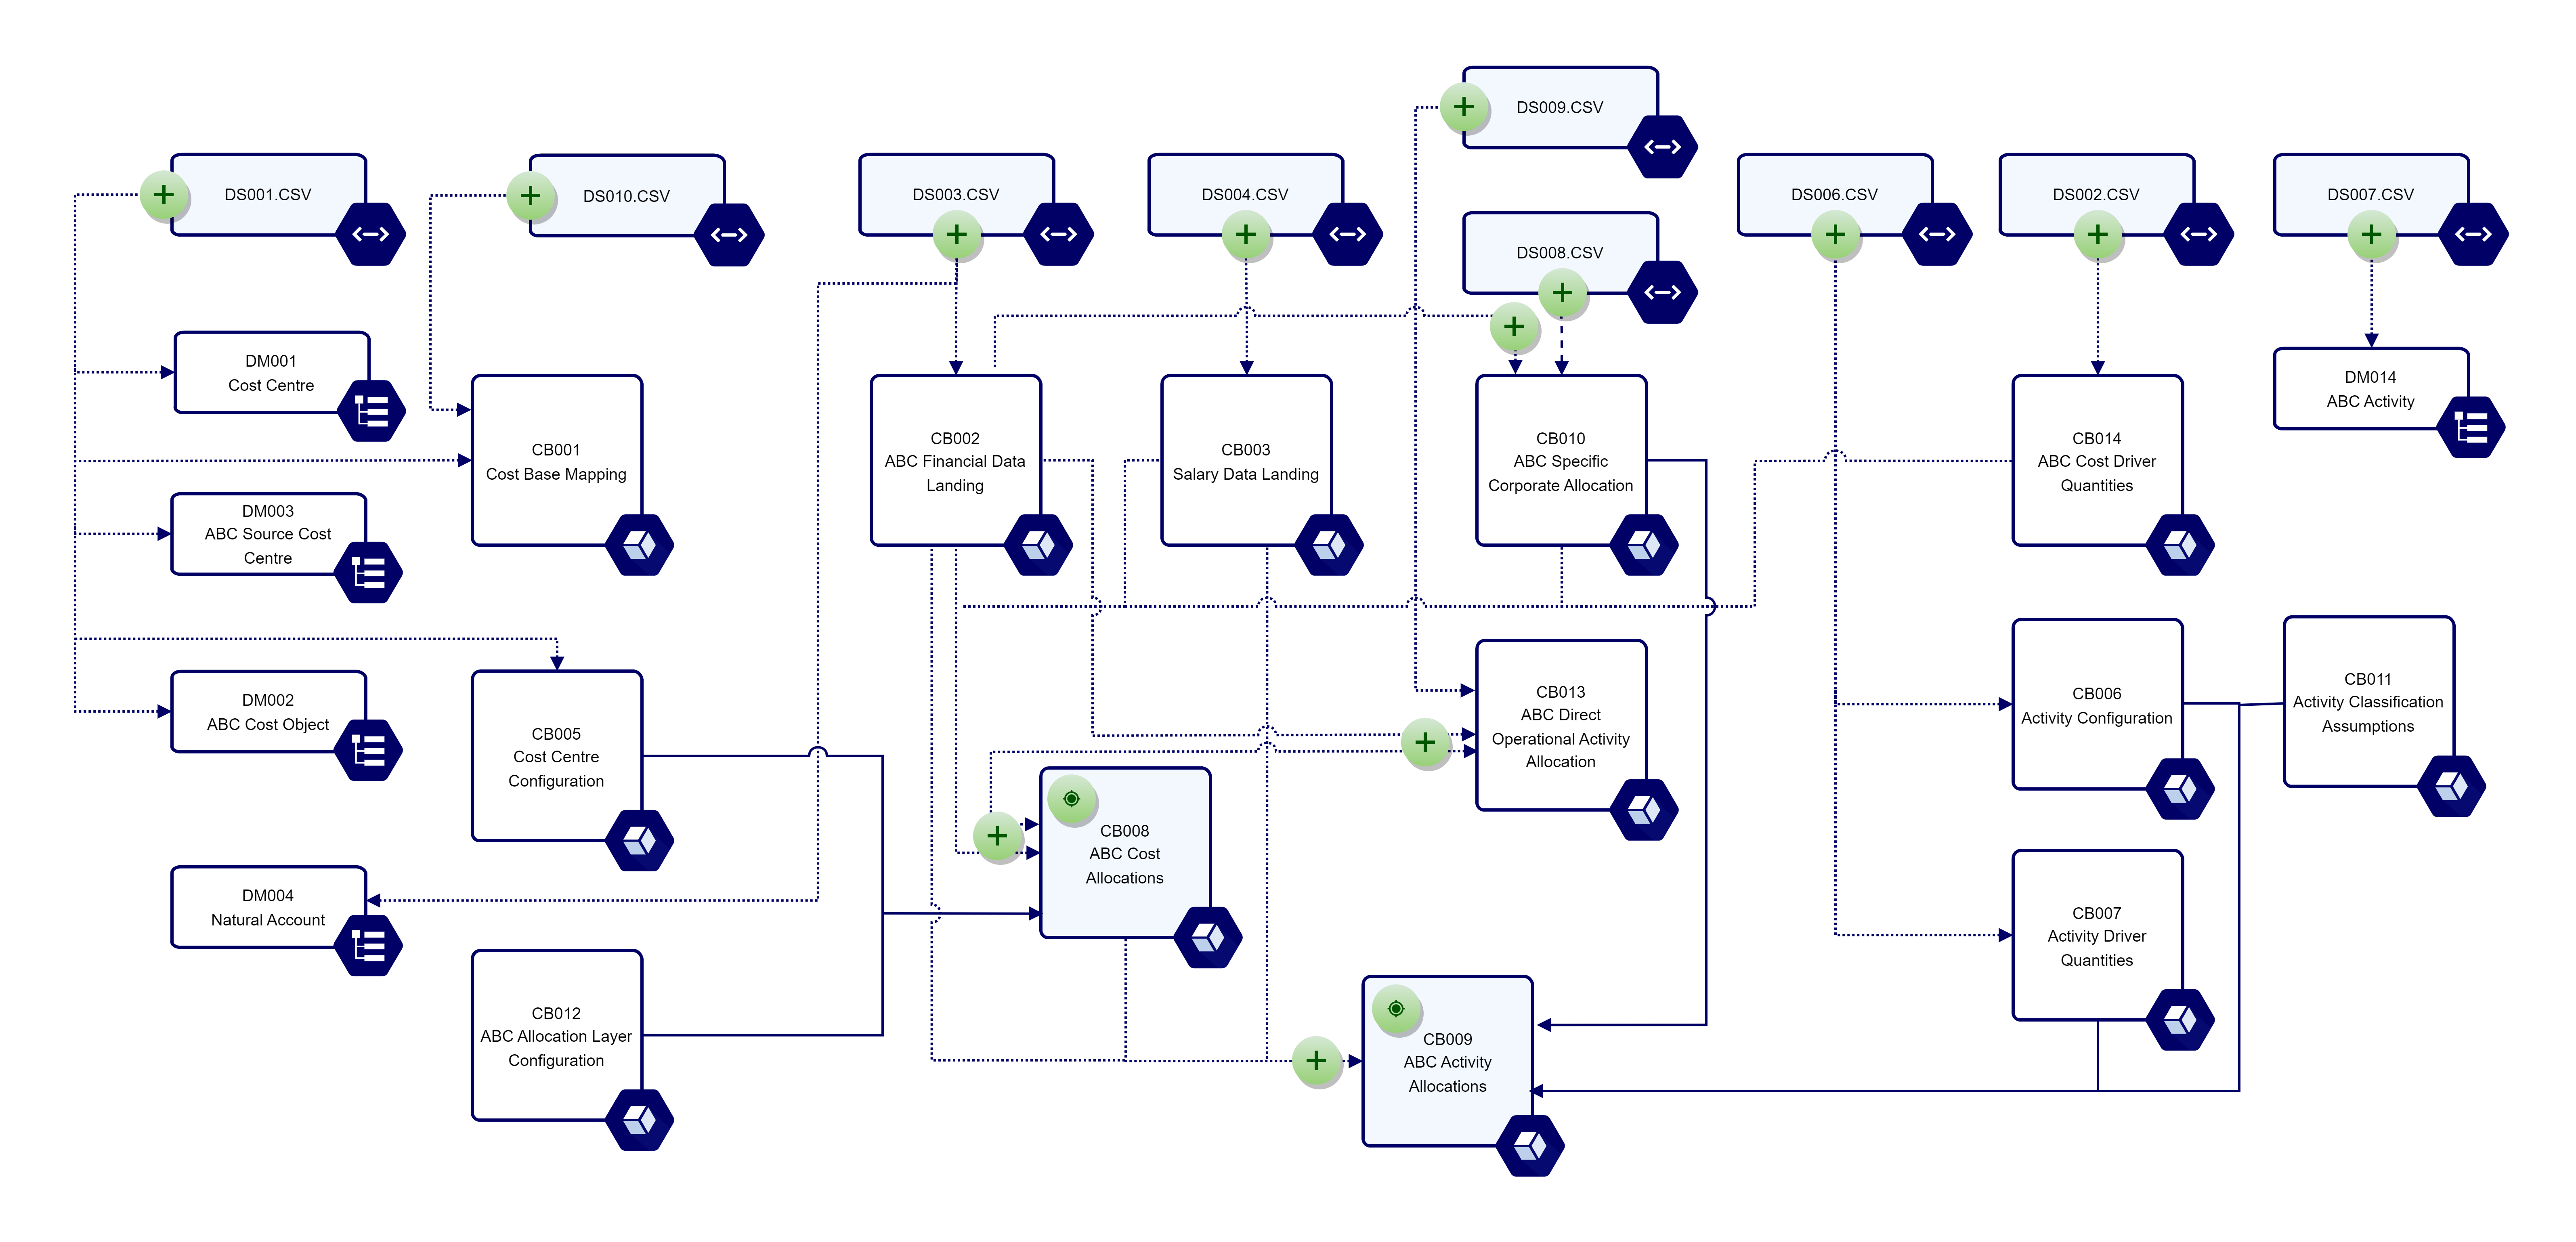 DS009.CSV
DS001.CSV
DS010.CSV
DS003.CSV
DS004.CSV
DS008.CSV
DS006.CSV
DS002.CSV
DS007.CSV
DM001
Cost Centre
DM014
ABC Activity
CB001
Cost Base Mapping
CB002
ABC Financial Data
Landing
CB003
Salary Data Landing
CB010
ABC Specific
Corporate Allocation
CB014
ABC Cost Driver
Quantities
DM003
ABC Source Cost
Centre
DM002
ABC Cost Object
CB005
Cost Centre
Configuration
CB013
ABC Direct
Operational Activity
Allocation
CB006
Activity Configuration
CB011
Activity Classification
Assumptions
CB008
ABC Cost
Allocations
DM004
Natural Account
CB007
Activity Driver
Quantities
CB012
ABC Allocation Layer
Configuration
CB009
ABC Activity
Allocations